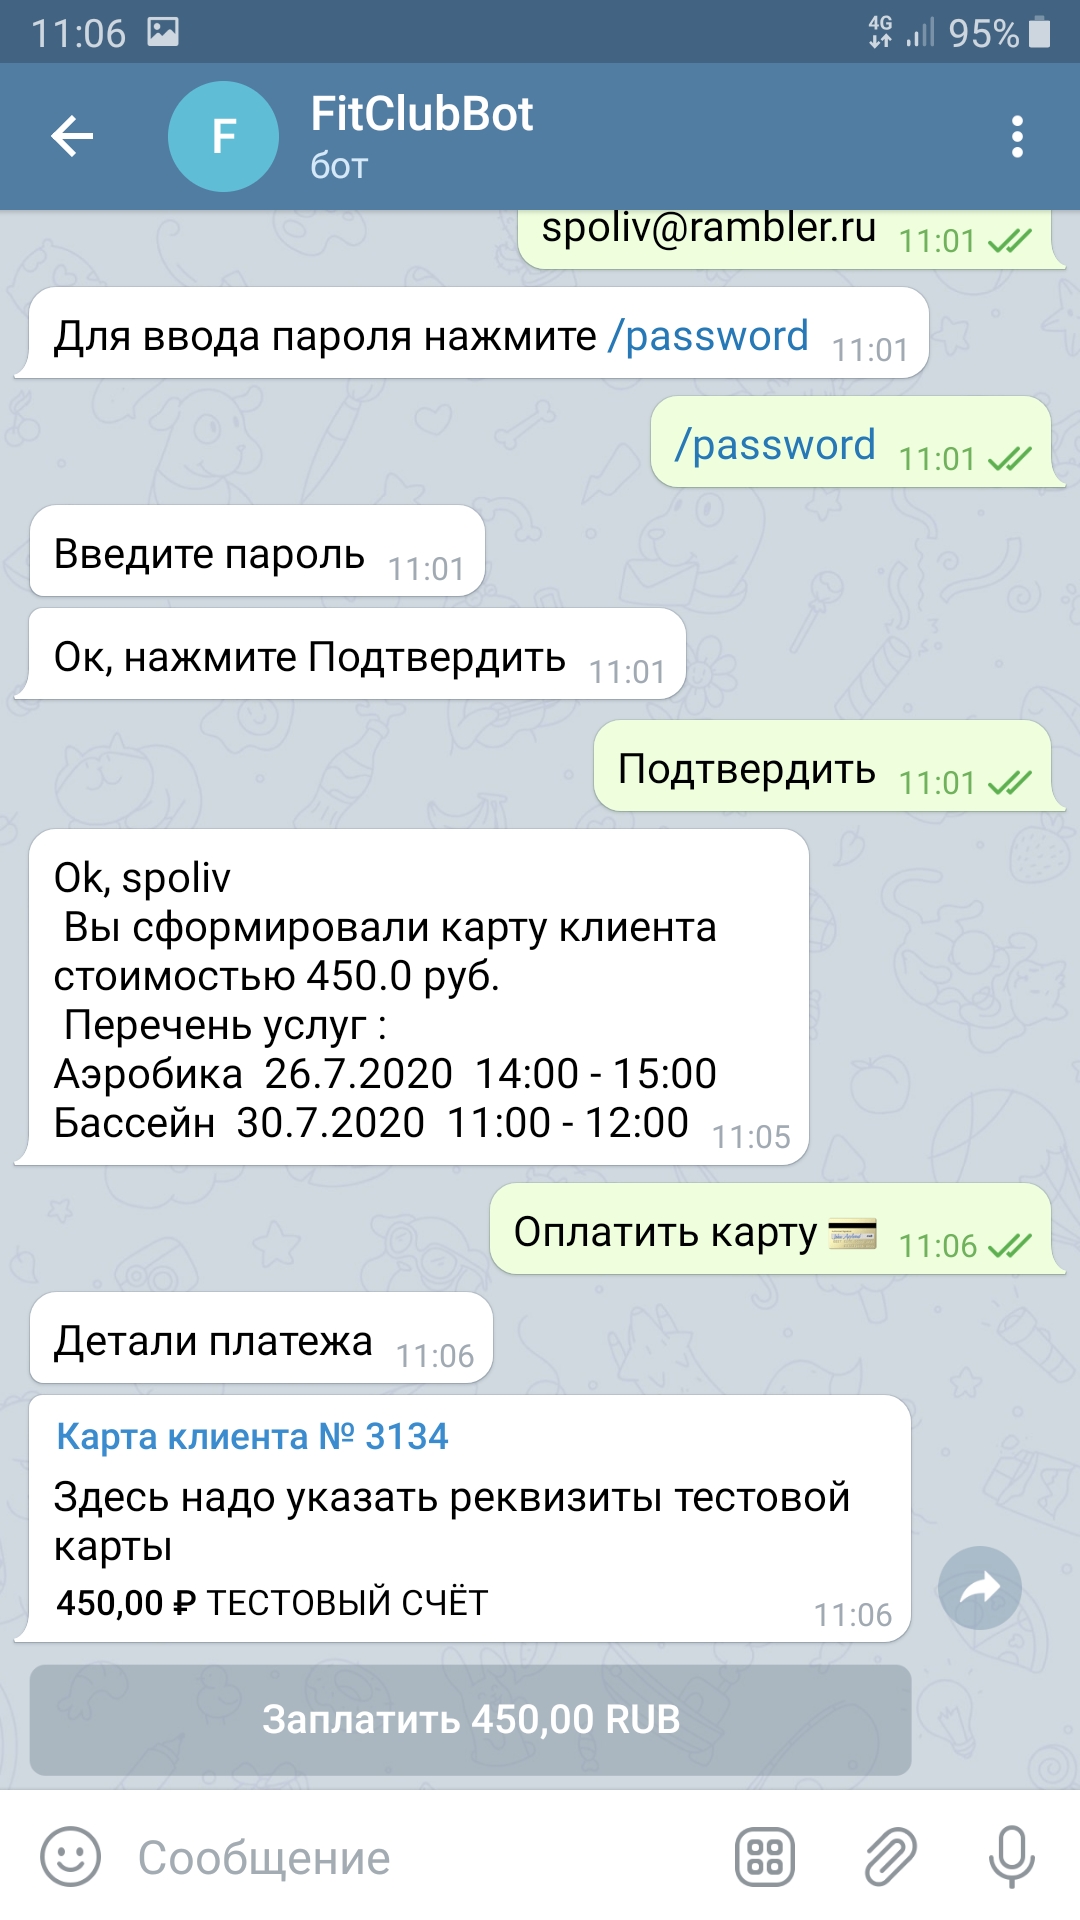 11:06 4G 95%
F
FitClubBot
бот
spoliv@rambler.ru 11:01
Для ввода пароля нажмите /password 11:01
/password 11:01
Введите пароль 11:01
Ок, нажмите Подтвердить 11:01
Подтвердить 11:01
Ok, spoliv
Вы сформировали карту клиента
стоимостью 450.0 руб.
Перечень услуг :
Аэробика 26.7.2020 14:00 - 15:00
Бассейн 30.7.2020 11:00 - 12:00 11:05
Оплатить карту 11:06
Детали платежа 11:06
Карта клиента № 3134
Здесь надо указать реквизиты тестовой
карты
450,00 ₽ ТЕСТОВЫЙ СЧЁТ
11:06
Заплатить 450,00 RUB
Сообщение